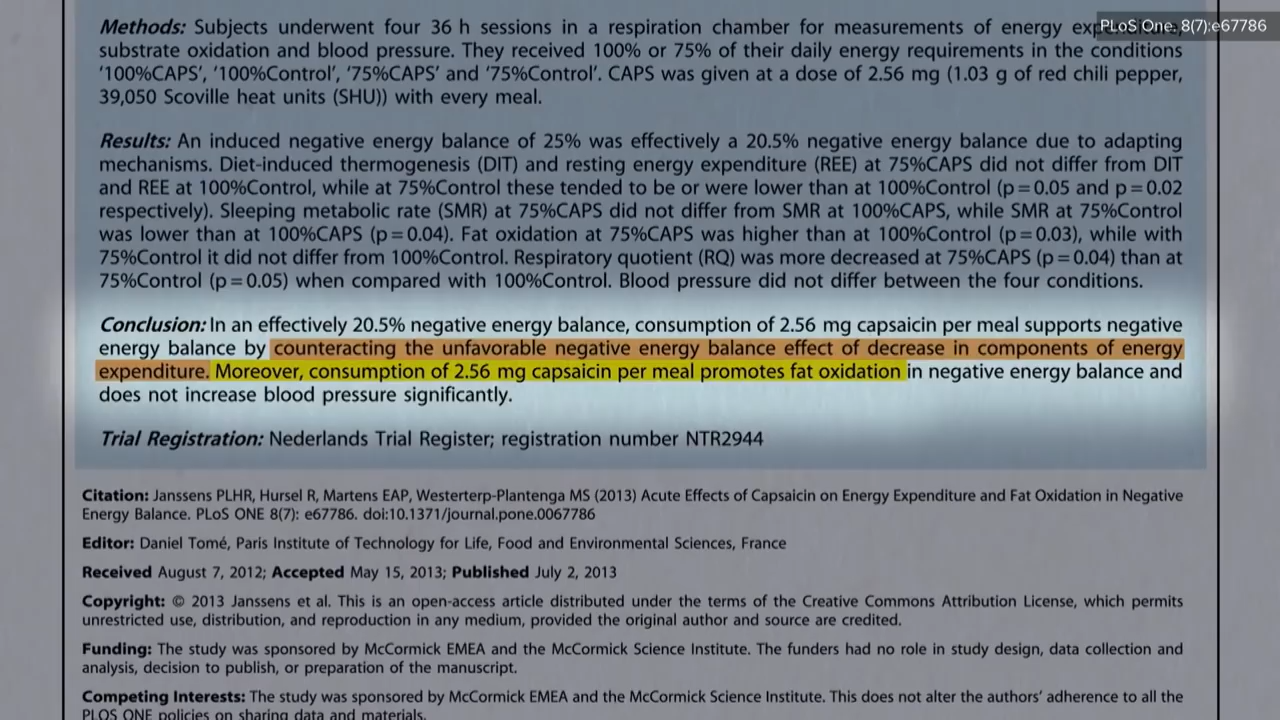 PLoS One. 8(7):e67786
Methods: Subjects underwent four 36 h sessions in a respiration chamber for measurements of energy
substrate oxidation and blood pressure. They received 100% or 75% of their daily energy requirements in the conditions
'100%CAPS', '100%Control', '75%CAPS' and '75%Control'. CAPS was given at a dose of 2.56 mg (1.03 g of red chili pepper,
39,050 Scoville heat units (SHU)) with every meal.
Results: An induced negative energy balance of 25% was effectively a 20.5% negative energy balance due to adapting
mechanisms. Diet-induced thermogenesis (DIT) and resting energy expenditure (REE) at 75%CAPS did not differ from DIT
and REE at 100%Control, while at 75%Control these tended to be or were lower than at 100%Control (p=0.05 and p=0.02
respectively). Sleeping metabolic rate (SMR) at 75%CAPS did not differ from SMR at 100%CAPS, while SMR at 75%Control
was lower than at 100%CAPS (p=0.04). Fat oxidation at 75%CAPS was higher than at 100%Control (p=0.03), while with
75%Control it did not differ from 100%Control. Respiratory quotient (RQ) was more decreased at 75%CAPS (p=0.04) than at
75%Control (p=0.05) when compared with 100%Control. Blood pressure did not differ between the four conditions.
Conclusion: In an effectively 20.5% negative energy balance, consumption of 2.56 mg capsaicin per meal supports negative
energy balance by counteracting the unfavorable negative energy balance effect of decrease in components of energy
expenditure. Moreover, consumption of 2.56 mg capsaicin per meal promotes fat oxidation in negative energy balance and
does not increase blood pressure significantly.
Trial Registration: Nederlands Trial Register; registration number NTR2944
Citation: Janssens PLHR, Hursel R, Martens EAP, Westerterp-Plantenga MS (2013) Acute Effects of Capsaicin on Energy Expenditure and Fat Oxidation in Negative
Energy Balance. PLoS ONE 8(7): e67786. doi:10.1371/journal.pone.0067786
Editor: Daniel Tomé, Paris Institute of Technology for Life, Food and Environmental Sciences, France
Received August 7, 2012; Accepted May 15, 2013; Published July 2, 2013
Copyright: © 2013 Janssens et al. This is an open-access article distributed under the terms of the Creative Commons Attribution License, which permits
unrestricted use, distribution, and reproduction in any medium, provided the original author and source are credited.
Funding: The study was sponsored by McCormick EMEA and the McCormick Science Institute. The funders had no role in study design, data collection and
analysis, decision to publish, or preparation of the manuscript.
Competing Interests: The study was sponsored by McCormick EMEA and the McCormick Science Institute. This does not alter the authors' adherence to all the
PLOS ONE policies on sharing data and materials.